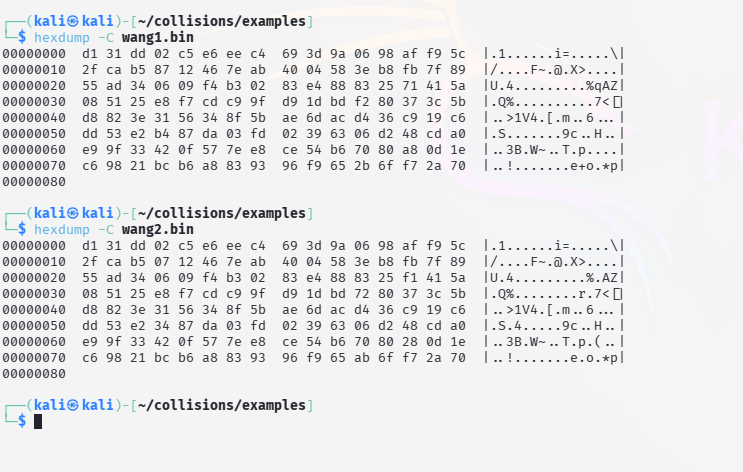 ┌──(kali㉿kali)-[~/collisions/examples]
└─$ hexdump -C wang1.bin
00000000  d1 31 dd 02 c5 e6 ee c4  69 3d 9a 06 98 af f9 5c  |.1......i=.....\|
00000010  2f ca b5 87 12 46 7e ab  40 04 58 3e b8 fb 7f 89  |/....F~.@.X>....|
00000020  55 ad 34 06 09 f4 b3 02  83 e4 88 83 25 71 41 5a  |U.4.........%qAZ|
00000030  08 51 25 e8 f7 cd c9 9f  d9 1d bd f2 80 37 3c 5b  |.Q%..........7<[|
00000040  d8 82 3e 31 56 34 8f 5b  ae 6d ac d4 36 c9 19 c6  |..>1V4.[.m..6...|
00000050  dd 53 e2 b4 87 da 03 fd  02 39 63 06 d2 48 cd a0  |.S.......9c..H..|
00000060  e9 9f 33 42 0f 57 7e e8  ce 54 b6 70 80 a8 0d 1e  |..3B.W~..T.p....|
00000070  c6 98 21 bc b6 a8 83 93  96 f9 65 2b 6f f7 2a 70  |..!.......e+o.*p|
00000080
┌──(kali㉿kali)-[~/collisions/examples]
└─$ hexdump -C wang2.bin
00000000  d1 31 dd 02 c5 e6 ee c4  69 3d 9a 06 98 af f9 5c  |.1......i=.....\|
00000010  2f ca b5 07 12 46 7e ab  40 04 58 3e b8 fb 7f 89  |/....F~.@.X>....|
00000020  55 ad 34 06 09 f4 b3 02  83 e4 88 83 25 f1 41 5a  |U.4.........%.AZ|
00000030  08 51 25 e8 f7 cd c9 9f  d9 1d bd 72 80 37 3c 5b  |.Q%........r.7<[|
00000040  d8 82 3e 31 56 34 8f 5b  ae 6d ac d4 36 c9 19 c6  |..>1V4.[.m..6...|
00000050  dd 53 e2 34 87 da 03 fd  02 39 63 06 d2 48 cd a0  |.S.4.....9c..H..|
00000060  e9 9f 33 42 0f 57 7e e8  ce 54 b6 70 80 28 0d 1e  |..3B.W~..T.p.(..|
00000070  c6 98 21 bc b6 a8 83 93  96 f9 65 ab 6f f7 2a 70  |..!.......e.o.*p|
00000080
┌──(kali㉿kali)-[~/collisions/examples]
└─$